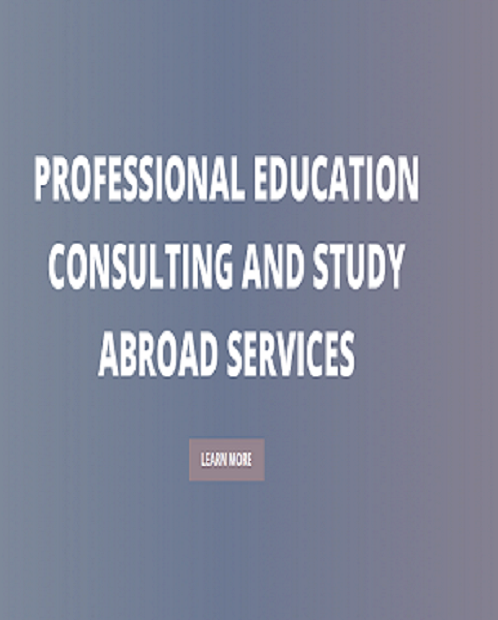 PROFESSIONAL EDUCATION
CONSULTING AND STUDY
ABROAD SERVICES
LEARN MORE